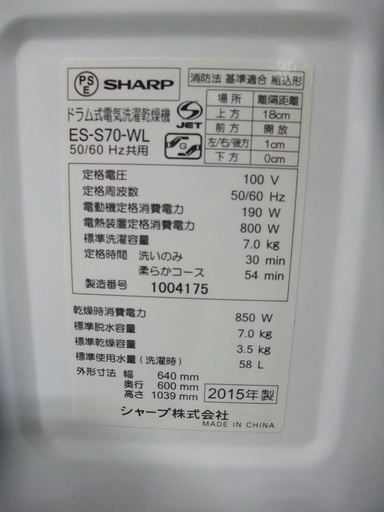 PS E SHARP
ドラム式電気洗濯乾燥機
ES-S70-WL
50/60 Hz共用
S JET
消防法 基準適合 組込形
場所 離隔距離
上方 18cm
前方 開放
左/右/後方 1cm
下方 0cm
定格電圧 100 V
定格周波数 50/60 Hz
電動機定格消費電力 190 W
電熱装置定格消費電力 800 W
標準洗濯容量 7.0 kg
定格時間 洗いのみ 30 min
柔らかコース 54 min
製造番号 1004175
乾燥時消費電力 850 W
標準脱水容量 7.0 kg
標準乾燥容量 3.5 kg
標準使用水量(洗濯時) 58 L
外形寸法 幅 640 mm
奥行 600 mm
高さ 1039 mm
2015年製
シャープ株式会社
MADE IN CHINA